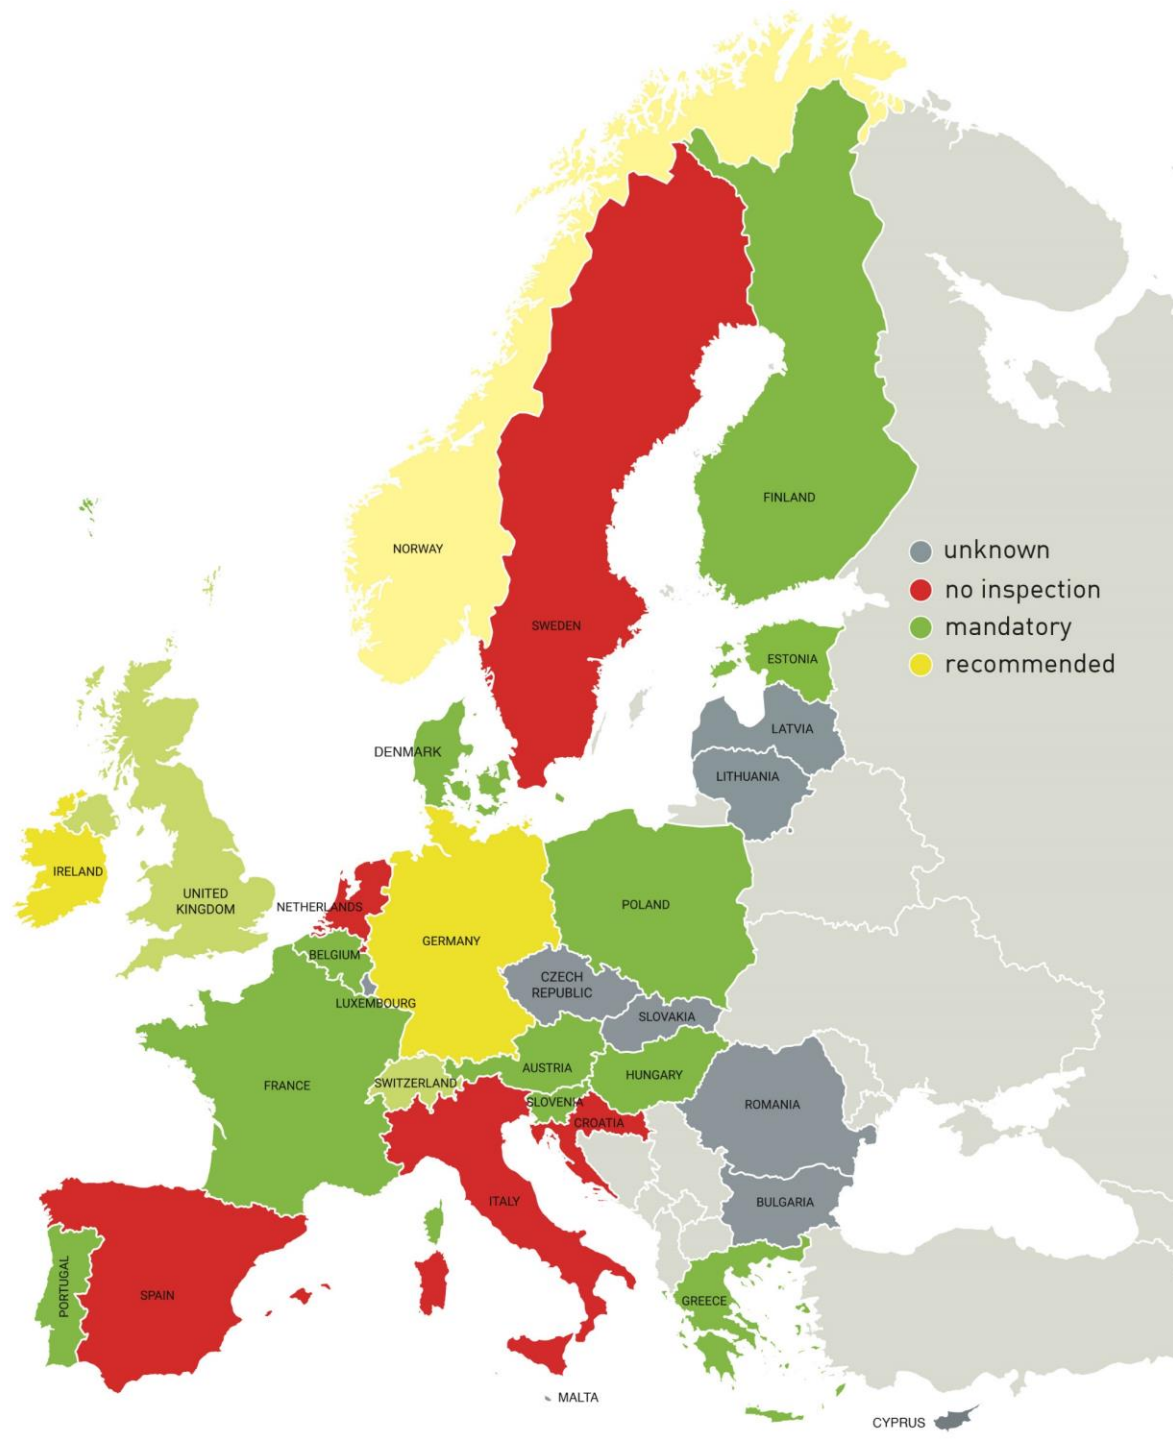 FINLAND
NORWAY
unknown
no inspection
SWEDEN
mandatory
ESTONIA
recommended
LATVIA
DENMARK
LITHUANIA
IRELAND
UNITED
KINGDOM
NETHERLANDS
POLAND
GERMANY
BELGIUM
CZECH
REPUBLIC
LUXEMBOURG
SLOVAKIA
AUSTRIA
HUNGARY
FRANCE
SWITZERLAND
SLOVENIA
ROMANIA
CROATIA
ITALY
BULGARIA
PORTUGAL
SPAIN
GREECE
MALTA
CYPRUS